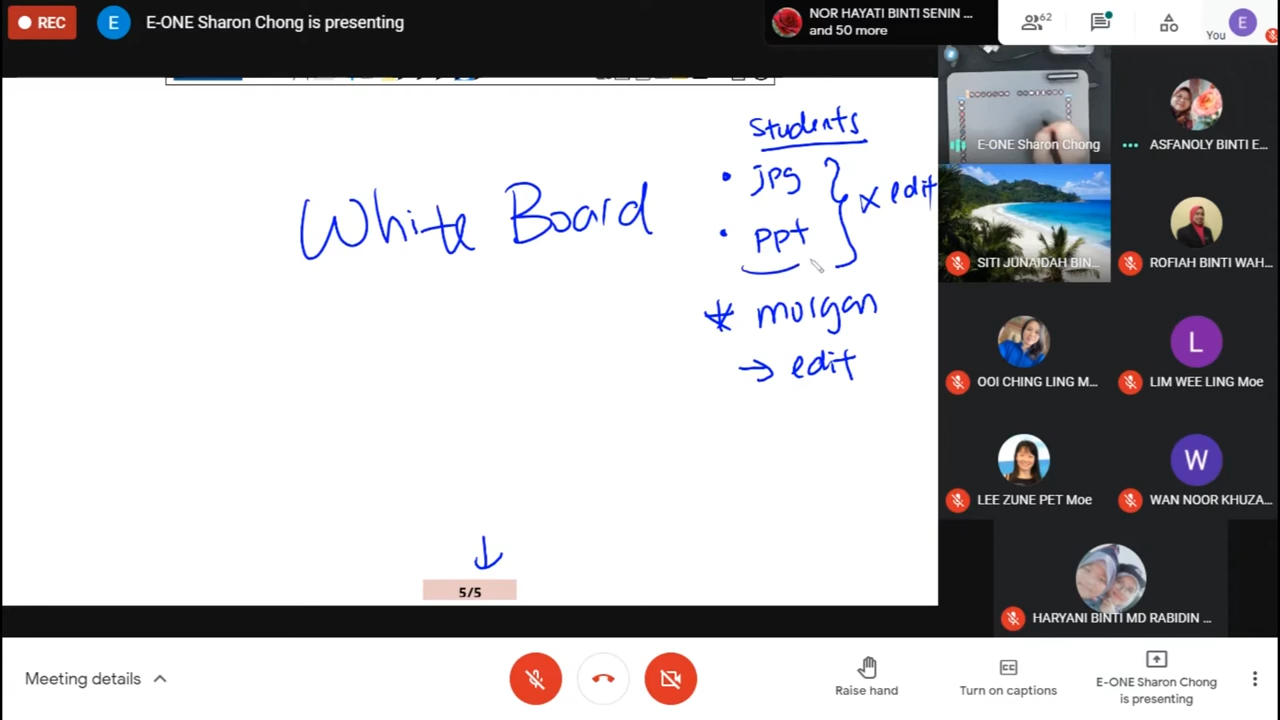 REC
E
E-ONE Sharon Chong is presenting
NOR HAYATI BINTI SENIN ...
and 50 more
62
You
E
E-ONE Sharon Chong
ASFANOLY BINTI E...
SITI JUNAIDAH BIN...
ROFIAH BINTI WAH...
OOI CHING LING M...
L
LIM WEE LING Moe
LEE ZUNE PET Moe
W
WAN NOOR KHUZA...
HARYANI BINTI MD RABIDIN ...
White Board
students
• jpg
• ppt
x edit
* morgan
→ edit
↓
5/5
Meeting details
Raise hand
Turn on captions
E-ONE Sharon Chong
is presenting